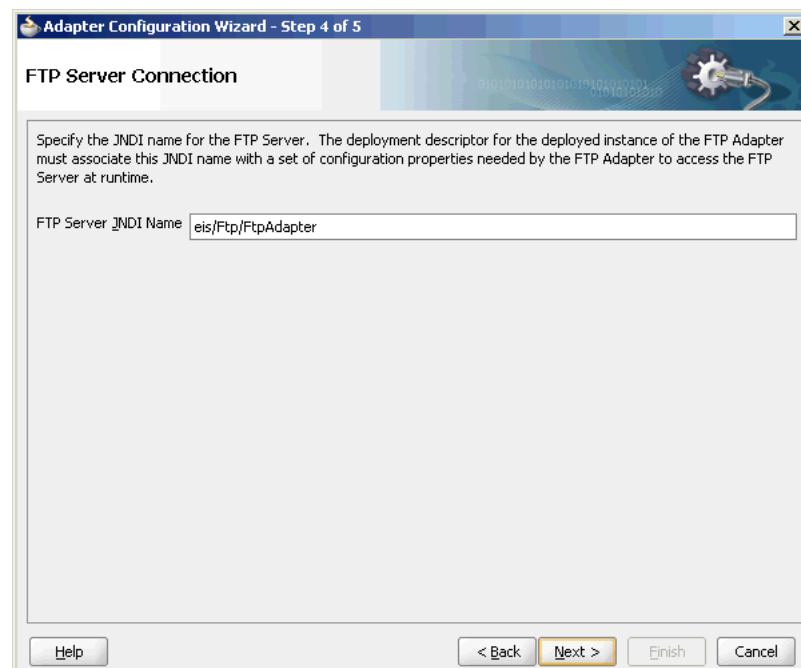 Adapter Configuration Wizard - Step 4 of 5
FTP Server Connection
Specify the JNDI name for the FTP Server. The deployment descriptor for the deployed instance of the FTP Adapter
must associate this JNDI name with a set of configuration properties needed by the FTP Adapter to access the FTP
Server at runtime.
FTP Server JNDI Name eis/Ftp/FtpAdapter
Help < Back Next > Finish Cancel